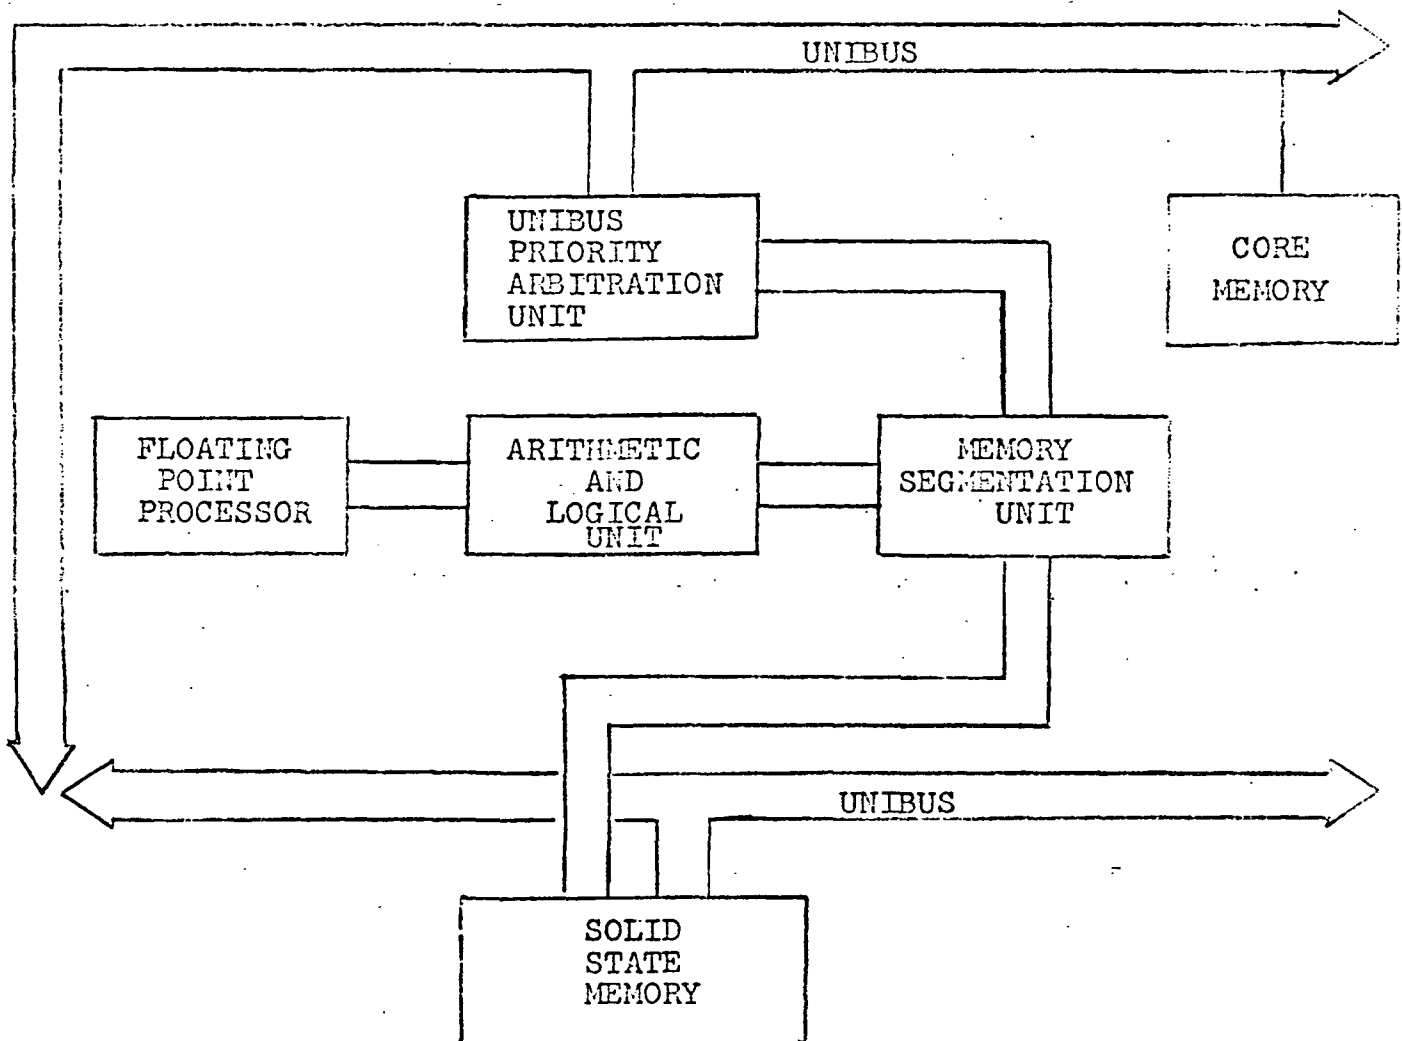 UNIBUS
UNIBUS
PRIORITY
ARBITRATION
UNIT
CORE
MEMORY
FLOATING
POINT
PROCESSOR
ARITHMETIC
AND
LOGICAL
UNIT
MEMORY
SEGMENTATION
UNIT
UNIBUS
SOLID
STATE
MEMORY